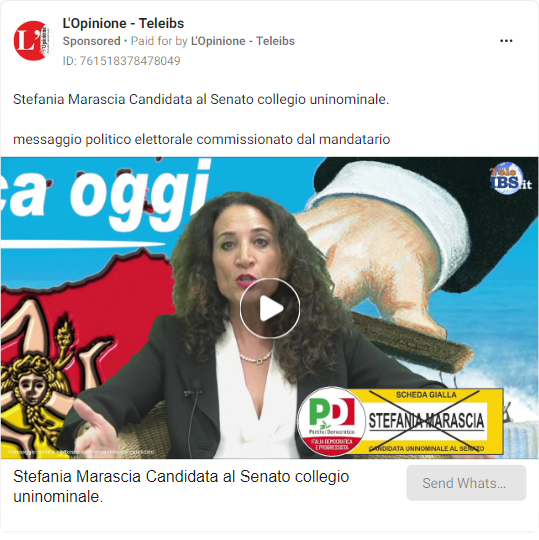 L'Opinione - Teleibs
Sponsored • Paid for by L'Opinione - Teleibs
ID: 761518378478049
Stefania Marascia Candidata al Senato collegio uninominale.
messaggio politico elettorale commissionato dal mandatario
ca oggi
Tele
IBS.it
PD
Partito Democratico
ITALIA DEMOCRATICA
E PROGRESSISTA
SCHEDA GIALLA
STEFANIA MARASCIA
CANDIDATA UNINOMINALE AL SENATO
Stefania Marascia Candidata al Senato collegio
uninominale.
Send Whats...